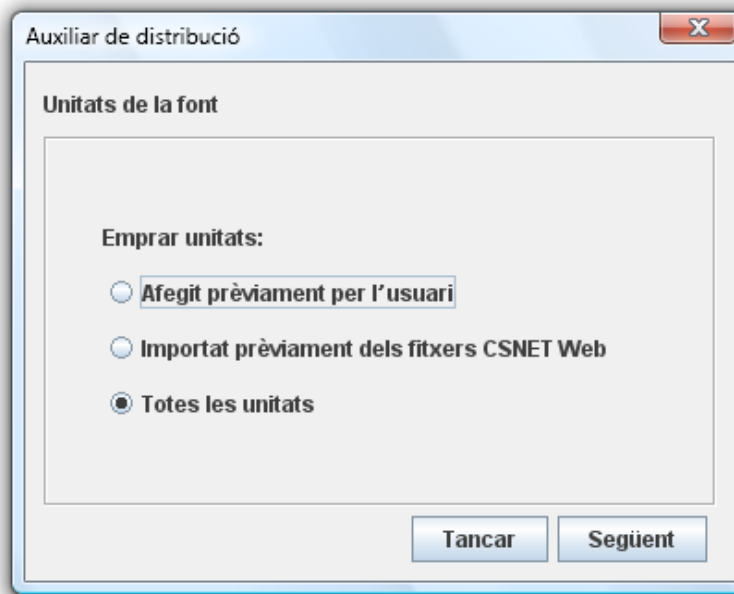 Auxiliar de distribució
Unitats de la font
Emprar unitats:
Afegit prèviament per l'usuari
Importat prèviament dels fitxers CSNET Web
Totes les unitats
Tancar Següent